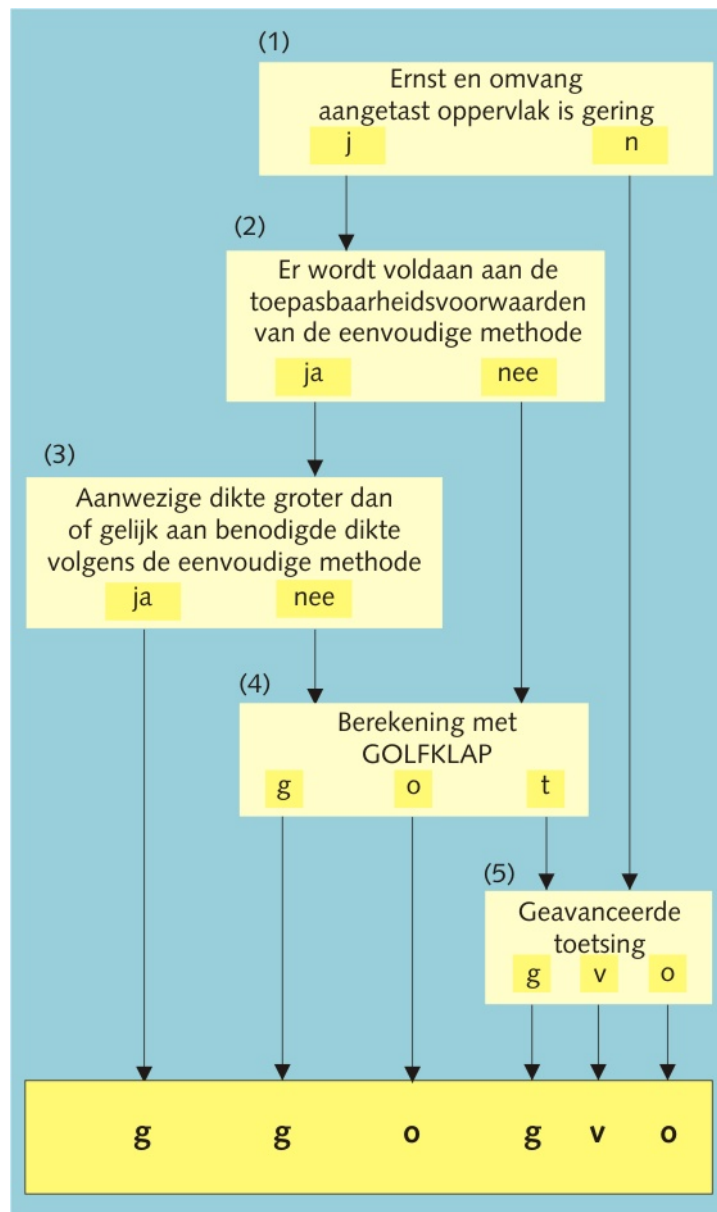 (1)
Ernst en omvang
aangetast oppervlak is gering
j n
(2)
Er wordt voldaan aan de
toepasbaarheidsvoorwaarden
van de eenvoudige methode
ja nee
(3)
Aanwezige dikte groter dan
of gelijk aan benodigde dikte
volgens de eenvoudige methode
ja nee
(4)
Berekening met
GOLFKLAP
g o t
(5)
Geavanceerde
toetsing
g v o
g g o g v o